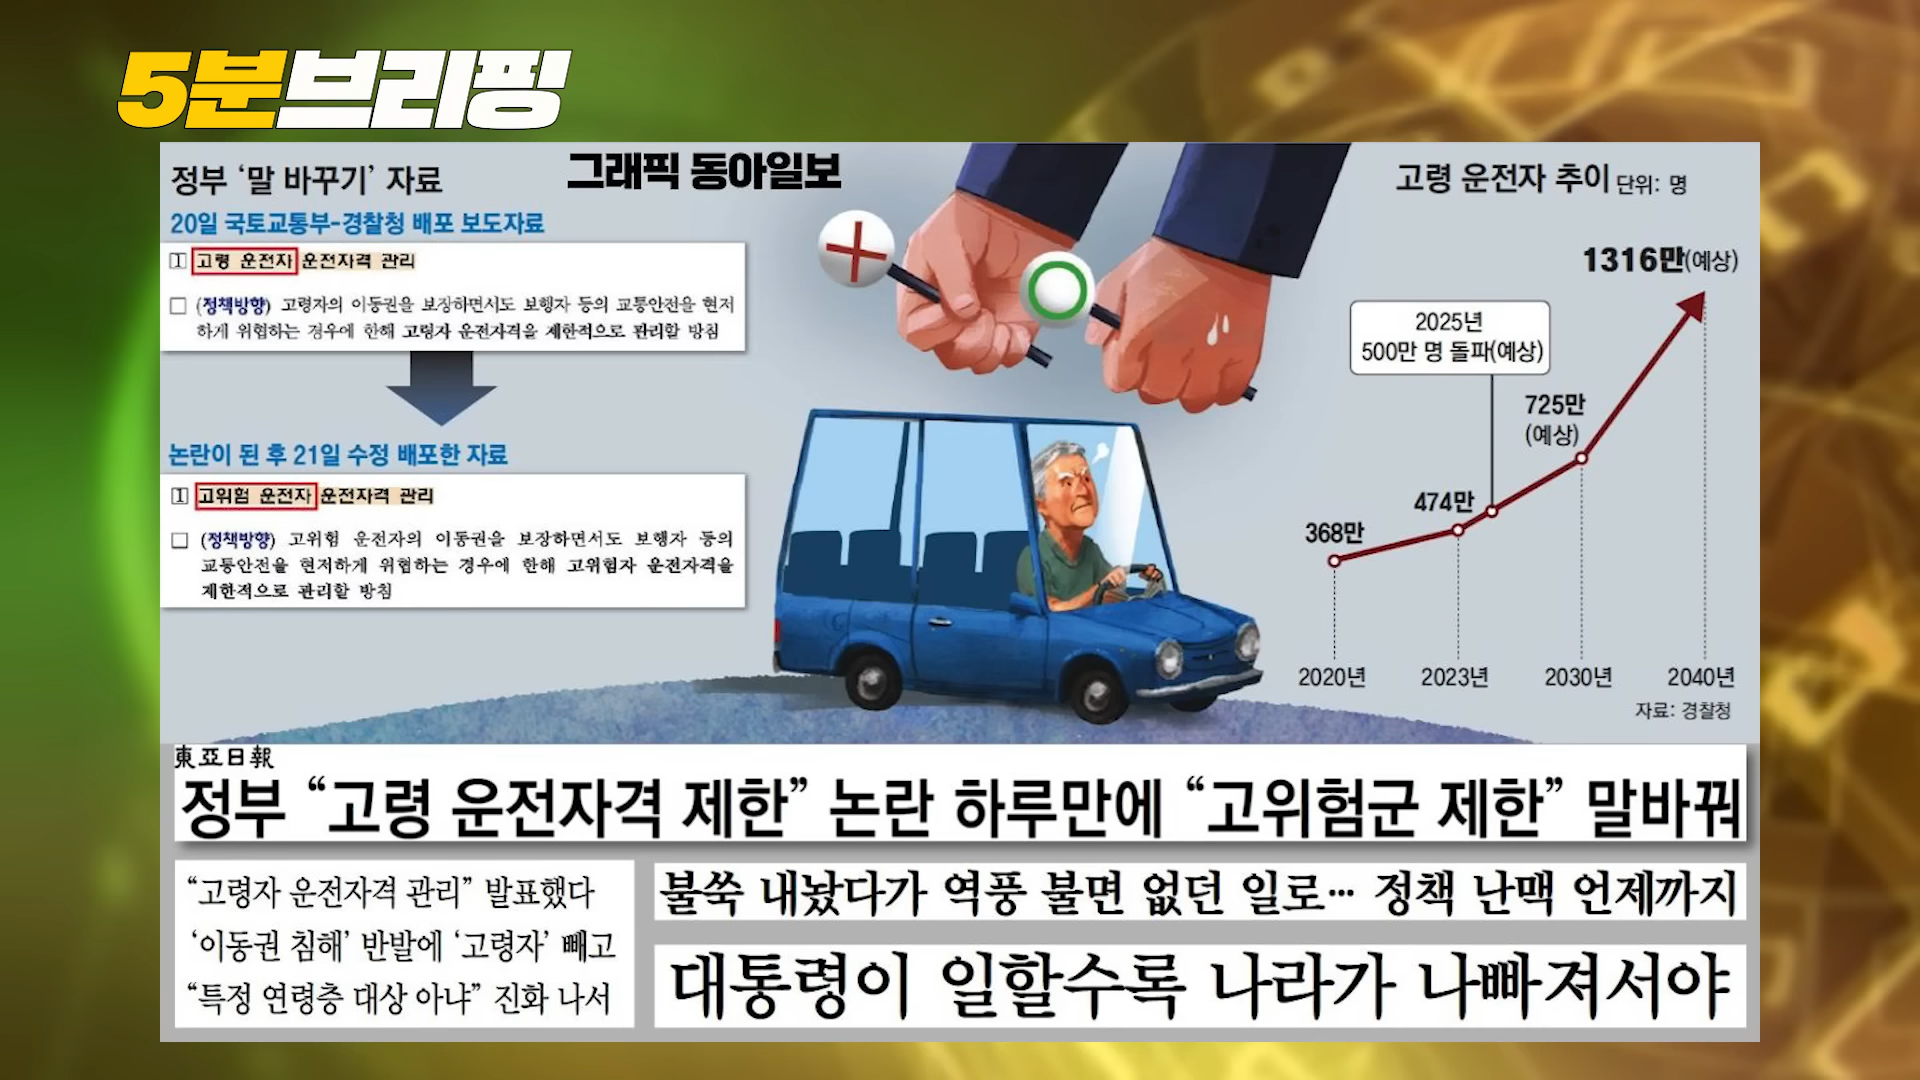 5분브리핑
정부 ‘말 바꾸기’ 자료
그래픽 동아일보
20일 국토교통부-경찰청 배포 보도자료
1 고령 운전자 운전자격 관리
□ (정책방향) 고령자의 이동권을 보장하면서도 보행자 등의 교통안전을 현저
하게 위협하는 경우에 한해 고령자 운전자격을 제한적으로 관리할 방침
논란이 된 후 21일 수정 배포한 자료
1 고위험 운전자 운전자격 관리
□ (정책방향) 고위험 운전자의 이동권을 보장하면서도 보행자 등의
교통안전을 현저하게 위협하는 경우에 한해 고위험자 운전자격을
제한적으로 관리할 방침
고령 운전자 추이 단위: 명
1316만(예상)
2025년
500만 명 돌파(예상)
725만
(예상)
474만
368만
2020년 2023년 2030년 2040년
자료: 경찰청
東亞日報
정부 “고령 운전자격 제한” 논란 하루만에 “고위험군 제한” 말바꿔
“고령자 운전자격 관리” 발표했다
‘이동권 침해’ 반발에 ‘고령자’ 빼고
“특정 연령층 대상 아냐” 진화 나서
불쑥 내놨다가 역풍 불면 없던 일로… 정책 난맥 언제까지
대통령이 일할수록 나라가 나빠져서야